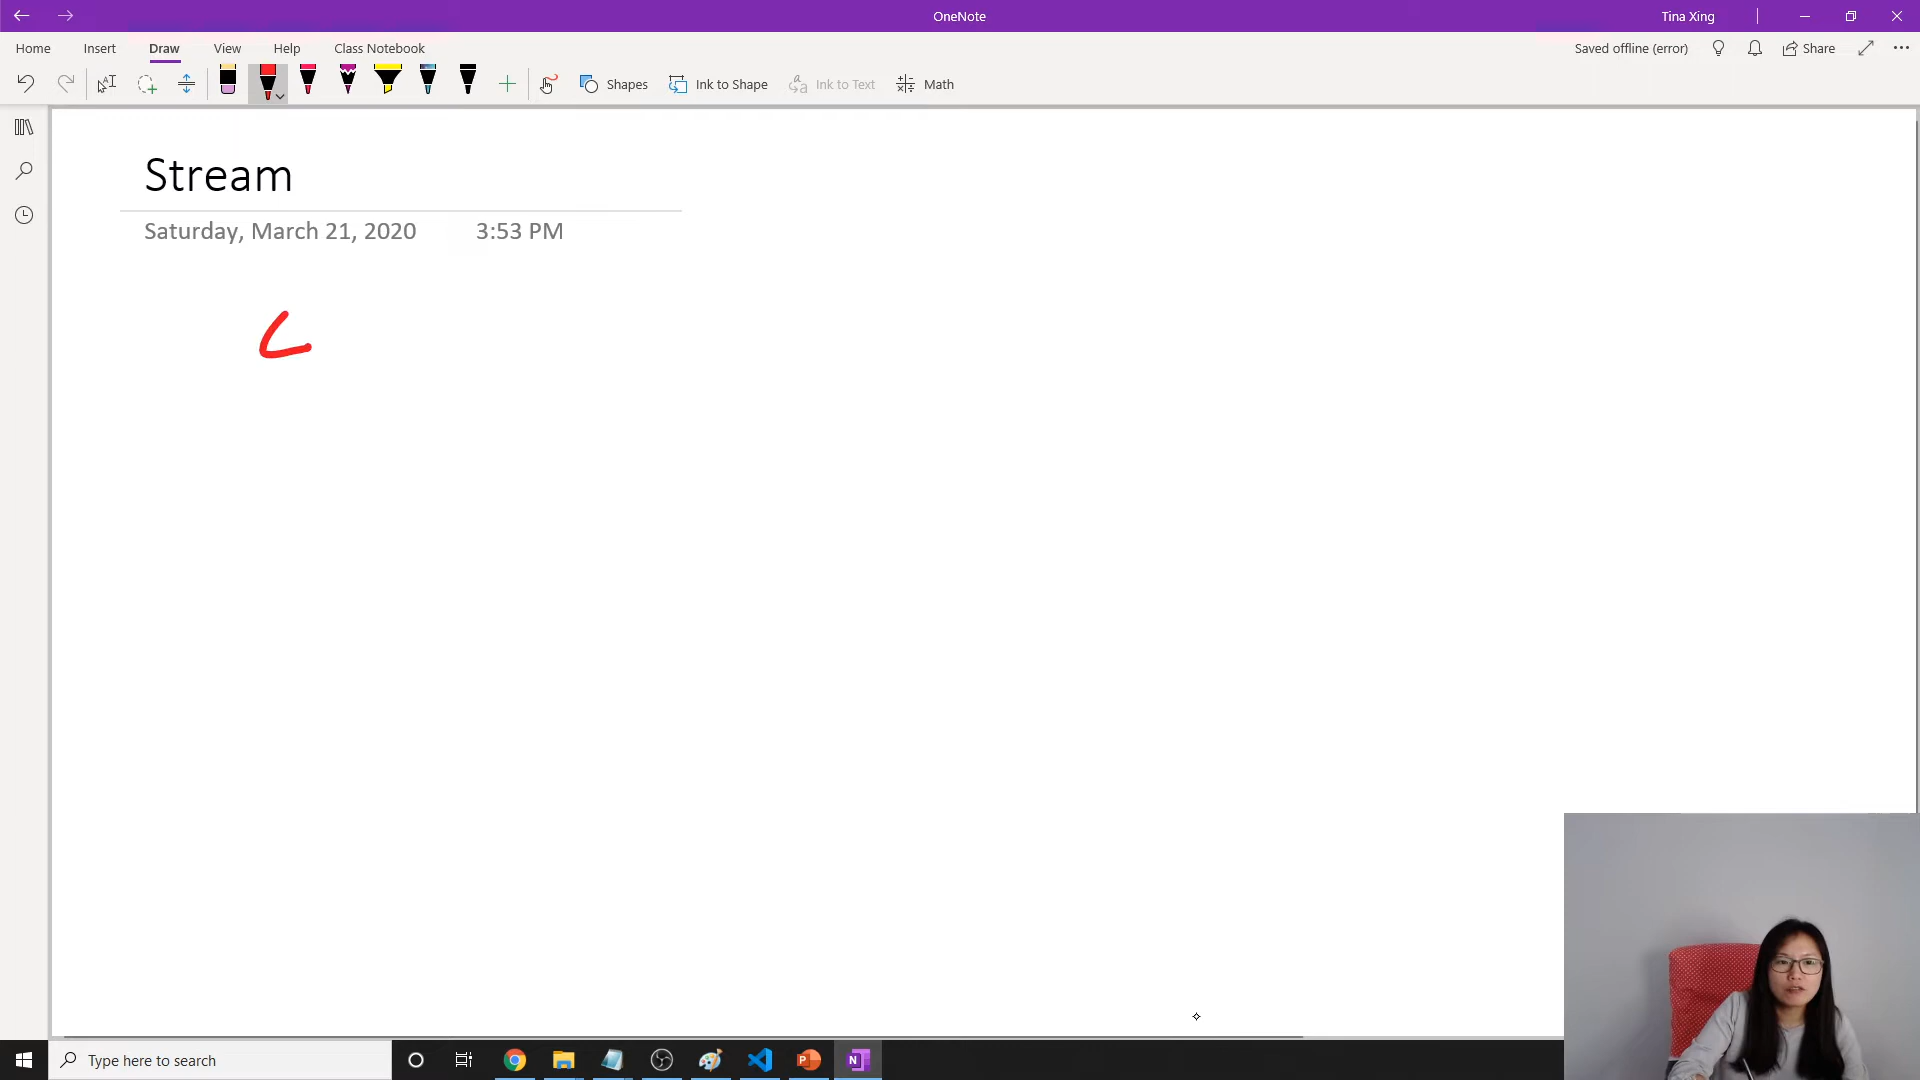 OneNote
Tina Xing
Home Insert Draw View Help Class Notebook
Saved offline (error)
Share
Shapes
Ink to Shape
Ink to Text
Math
Stream
Saturday, March 21, 2020 3:53 PM
Type here to search